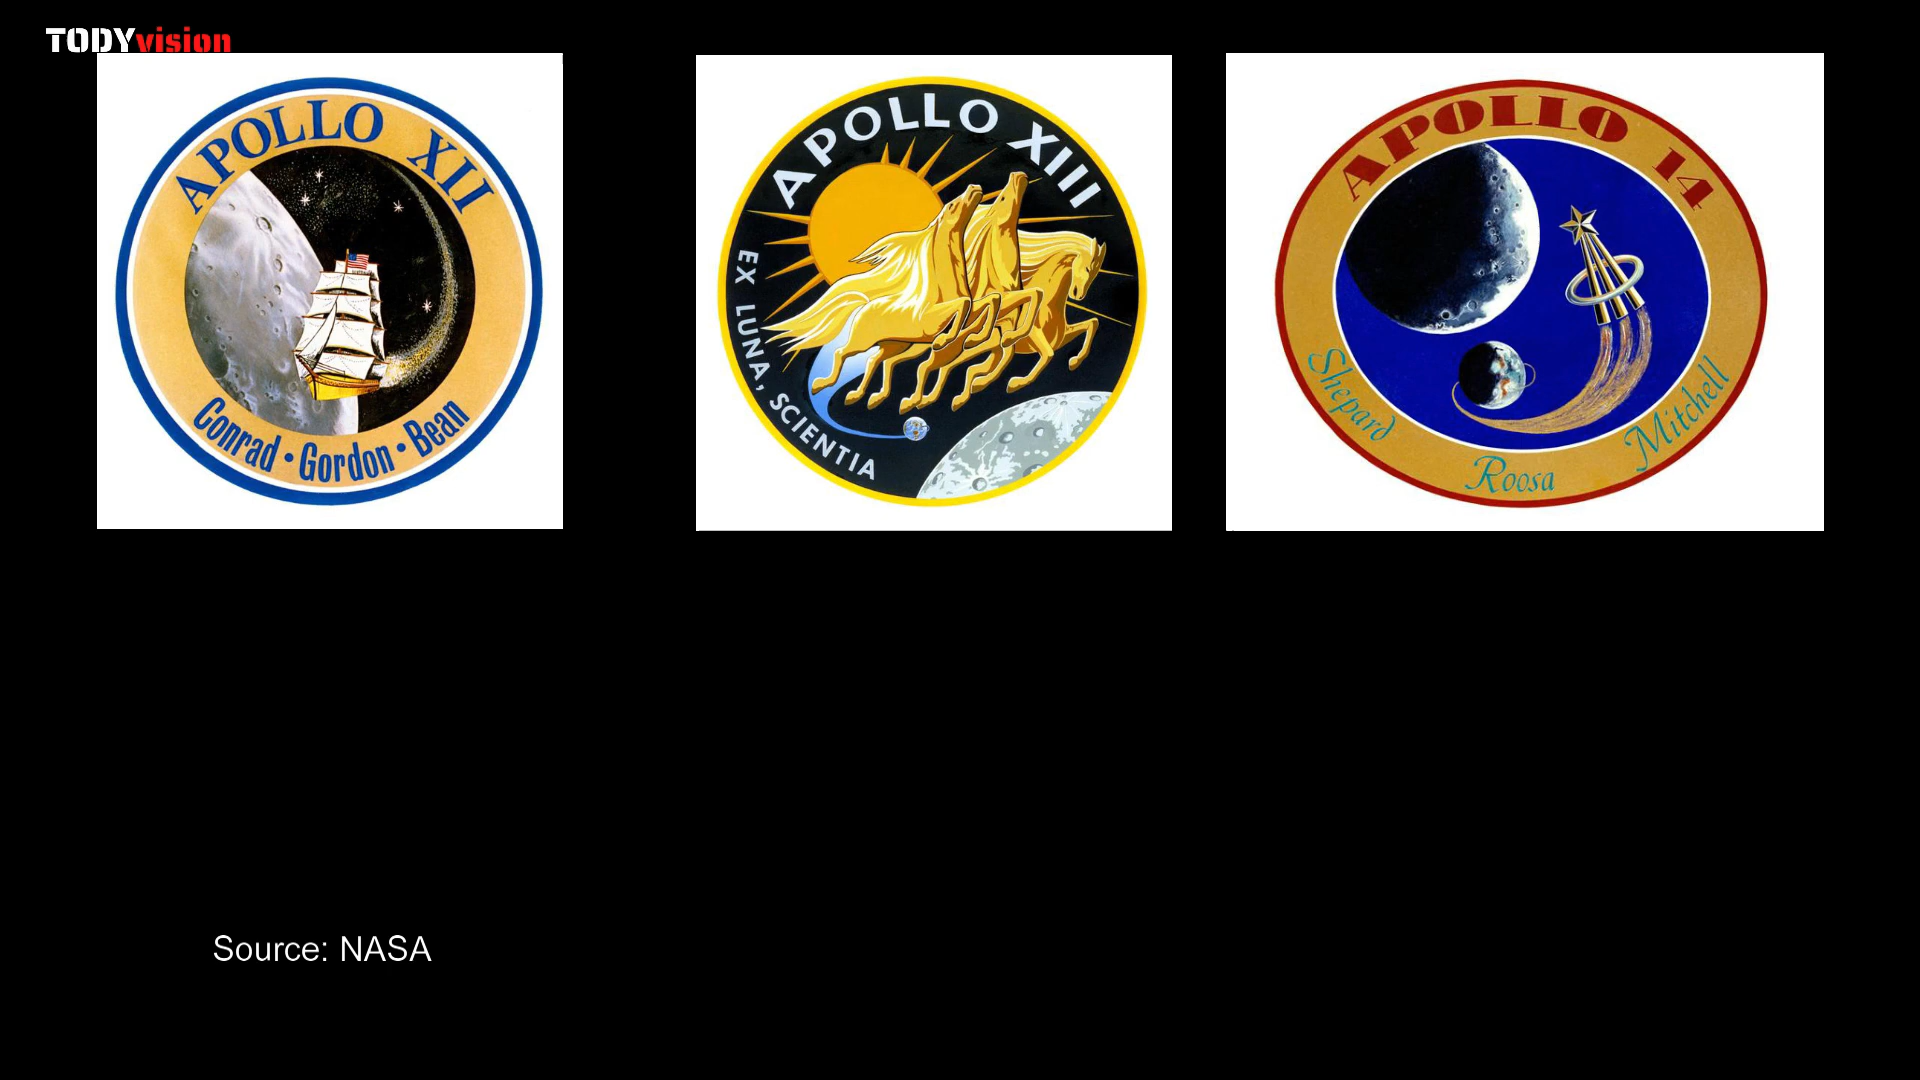 TODYvision
APOLLO XII
Conrad • Gordon • Bean
APOLLO XIII
EX LUNA, SCIENTIA
APOLLO 14
Shepard
Roosa
Mitchell
Source: NASA